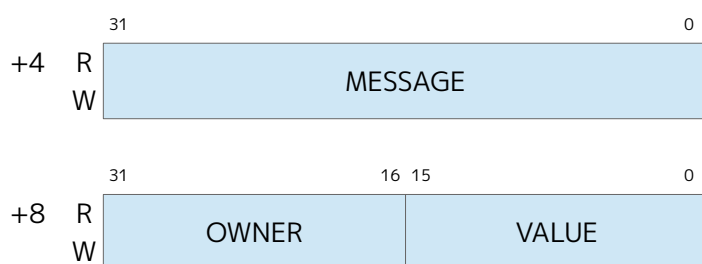 31 0
+4 R MESSAGE
W
31 16 15 0
+8 R OWNER VALUE
W